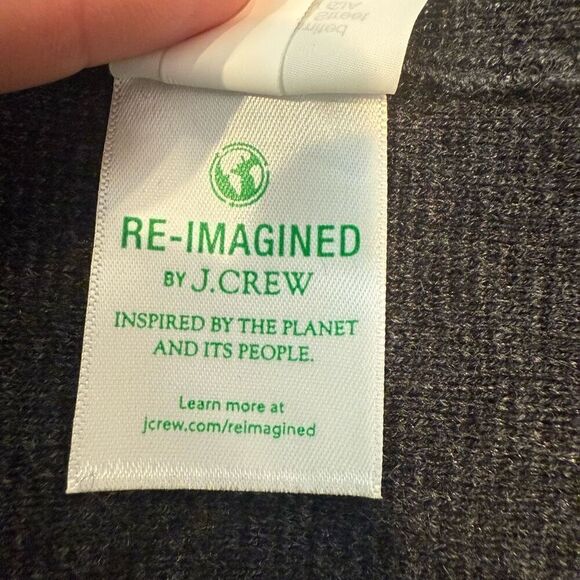 RE-IMAGINED
BY J.CREW
INSPIRED BY THE PLANET
AND ITS PEOPLE.
Learn more at
jcrew.com/reimagined